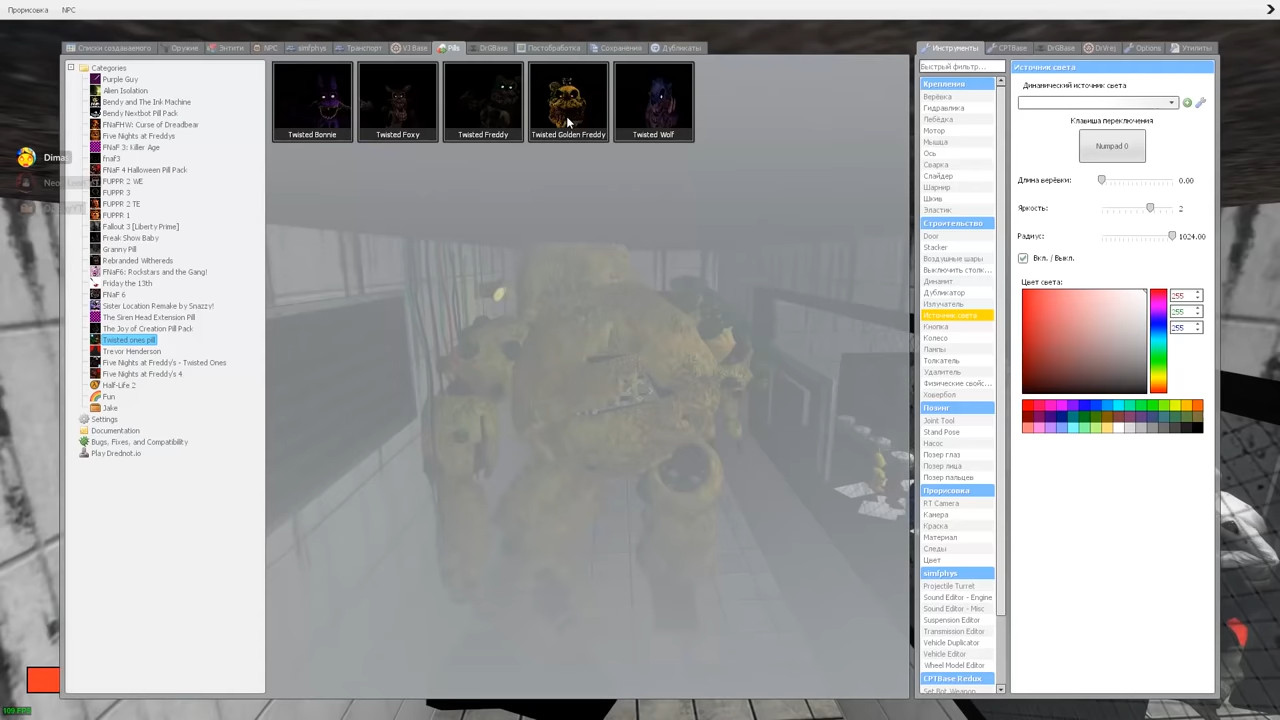 Прорисовка NPC
Списки создаваемого Оружие Энтити NPC simfphys Транспорт VJ Base Pills DrGBase Постобработка Сохранения Дубликаты
Categories
Purple Guy
Alien Isolation
Bendy and The Ink Machine
Bendy Nextbot Pill Pack
FNaFHW: Curse of Dreadbear
Five Nights at Freddys
FNAF 3: Killer Age
fnaf3
FNaF 4 Halloween Pill Pack
FUPPR 2 WE
FUPPR 3
FUPPR 2 TE
FUPPR 1
Fallout 3 [Liberty Prime]
Freak Show Baby
Granny Pill
Rebranded Withereds
FNaF6: Rockstars and the Gang!
Friday the 13th
FNaF 6
Sister Location Remake by Snazzy!
The Siren Head Extension Pill
The Joy of Creation Pill Pack
Twisted ones pill
Trevor Henderson
Five Nights at Freddy's - Twisted Ones
Five Nights at Freddy's 4
Half-Life 2
Fun
Jake
Settings
Documentation
Bugs, Fixes, and Compatibility
Play Drednot.io
Dima
Twisted Bonnie
Twisted Foxy
Twisted Freddy
Twisted Golden Freddy
Twisted Wolf
Инструменты CPTBase DrGBase DrVrej Options Утилиты
Быстрый фильтр...
Крепления
Верёвка
Гидравлика
Лебёдка
Мотор
Мышца
Ось
Сварка
Слайдер
Шарнир
Шкив
Эластик
Строительство
Door
Stacker
Воздушные шары
Выключить столк...
Динамит
Дубликатор
Излучатель
Источник света
Кнопка
Колесо
Лампы
Толкатель
Удалитель
Физические свойс...
Ховербол
Позинг
Joint Tool
Stand Pose
Насос
Позер глаз
Позер лица
Позер пальцев
Прорисовка
RT Camera
Камера
Краска
Материал
Следы
Цвет
simfphys
Projectile Turret
Sound Editor - Engine
Sound Editor - Misc
Suspension Editor
Transmission Editor
Vehicle Duplicator
Vehicle Editor
Wheel Model Editor
CPTBase Redux
Set Bot Weapon
Источник света
Динамический источник света
Клавиша переключения
Numpad 0
Длина верёвки: 0.00
Яркость: 2
Радиус: 1024.00
Вкл. / Выкл.
Цвет света:
255
255
255
109 FPS